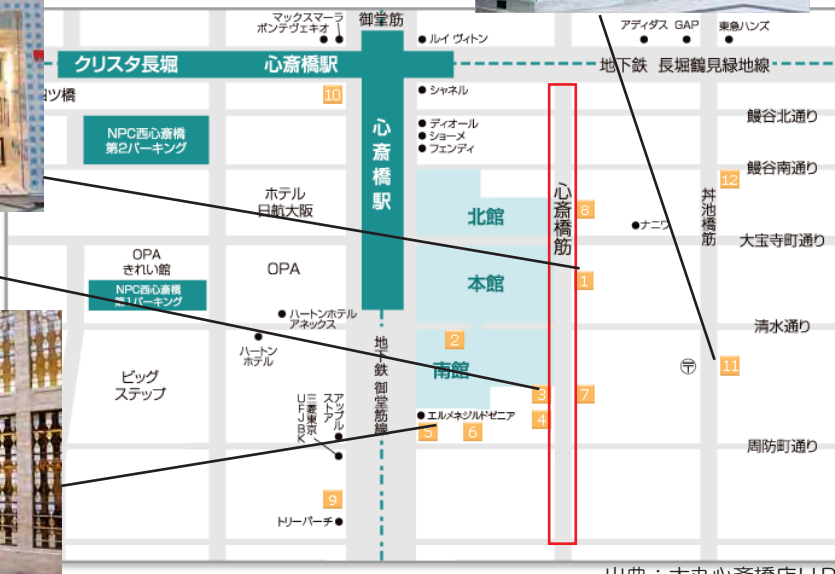 マックスマーラ
ボンテヴェキオ
御堂筋
ルイ ヴィトン
アディダス
GAP
東急ハンズ
クリスタ長堀
心斎橋駅
地下鉄 長堀鶴見緑地線
ツ橋
10
シャネル
ディオール
ショーメ
フェンディ
鰻谷北通り
NPC西心斎橋
第2パーキング
心斎橋駅
鰻谷南通り
12
ホテル
日航大阪
北館
心斎橋筋
8
ナニワ
丼池橋筋
大宝寺町通り
OPA
きれい館
NPC西心斎橋
第1パーキング
OPA
本館
1
ハートンホテル
アネックス
清水通り
ハートン
ホテル
地下鉄 御堂筋線
2
南館
〒
11
ビッグ
ステップ
3
7
アップル
ストア
三菱東京
UFJBK
エルメネジルドゼニア
4
5
6
周防町通り
9
トリーバーチ